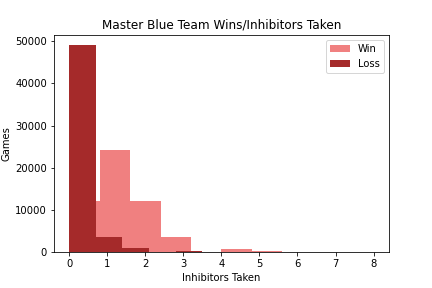 Master Blue Team Wins/Inhibitors Taken
Win
Loss
50000
40000
30000
20000
10000
0
Games
0 1 2 3 4 5 6 7 8
Inhibitors Taken